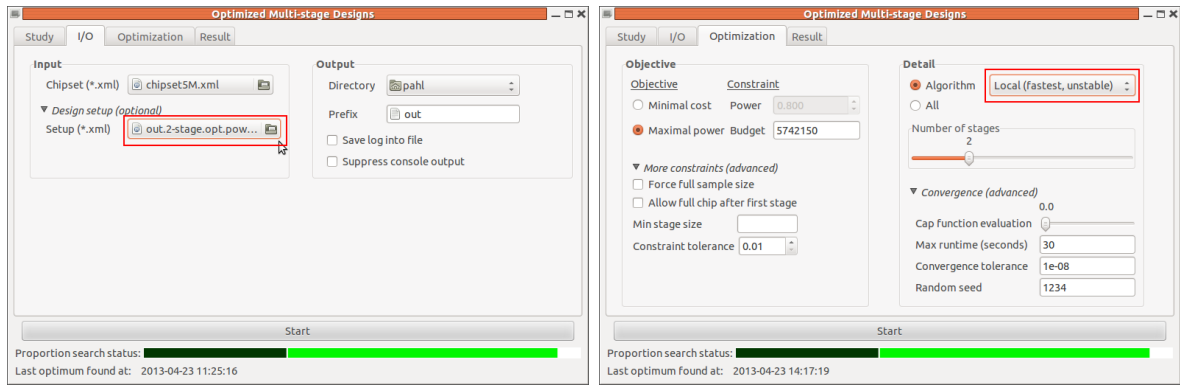 Optimized Multi-stage Designs
Study I/O Optimization Result
Input
Chipset (*.xml) chipset5M.xml
Design setup (optional)
Setup (*.xml) out.2-stage.opt.pow...
Output
Directory pahl
Prefix out
Save log into file
Suppress console output
Start
Proportion search status:
Last optimum found at: 2013-04-23 11:25:16
Optimized Multi-stage Designs
Study I/O Optimization Result
Objective
Objective Constraint
Minimal cost Power 0.800
Maximal power Budget 5742150
More constraints (advanced)
Force full sample size
Allow full chip after first stage
Min stage size
Constraint tolerance 0.01
Detail
Algorithm Local (fastest, unstable)
All
Number of stages
2
Convergence (advanced)
0.0
Cap function evaluation
Max runtime (seconds) 30
Convergence tolerance 1e-08
Random seed 1234
Start
Proportion search status:
Last optimum found at: 2013-04-23 14:17:19